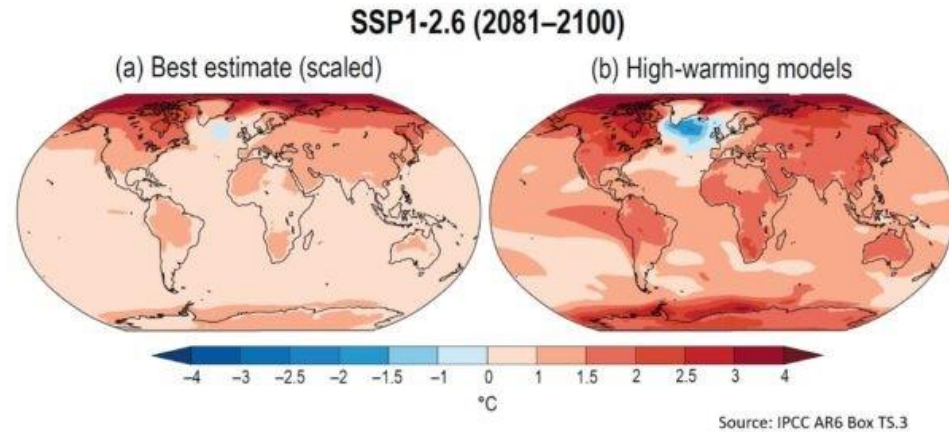 SSP1-2.6 (2081–2100)
(a) Best estimate (scaled)
(b) High-warming models
–4 –3 –2.5 –2 –1.5 –1 0 1 1.5 2 2.5 3 4
°C
Source: IPCC AR6 Box TS.3